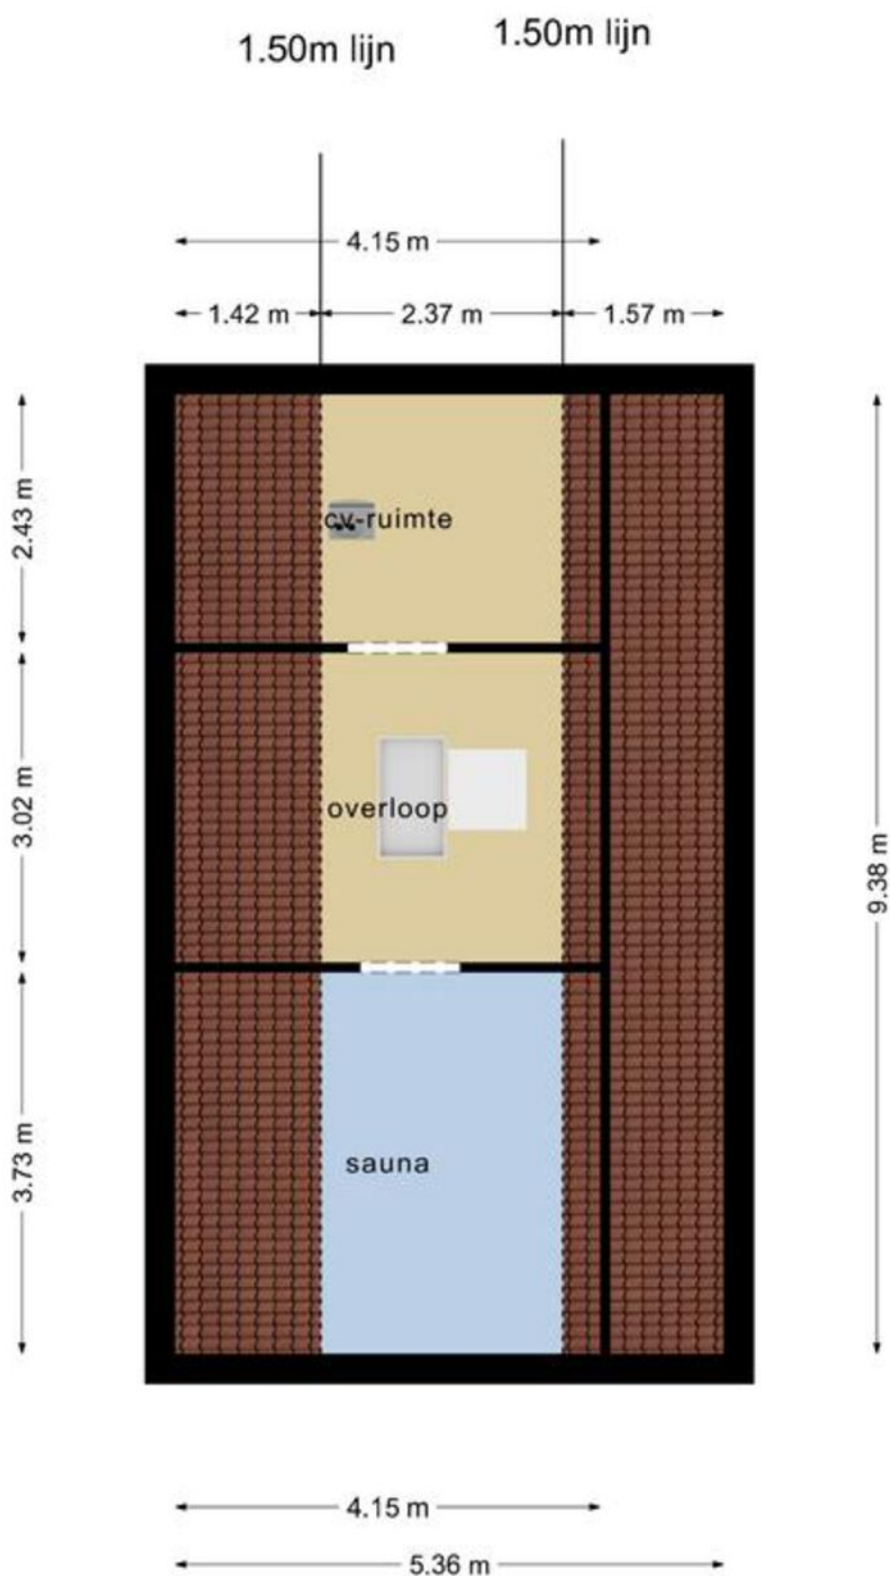 1.50m lijn
1.50m lijn
4.15 m
1.42 m
2.37 m
1.57 m
2.43 m
cv-ruimte
3.02 m
overloop
9.38 m
3.73 m
sauna
4.15 m
5.36 m